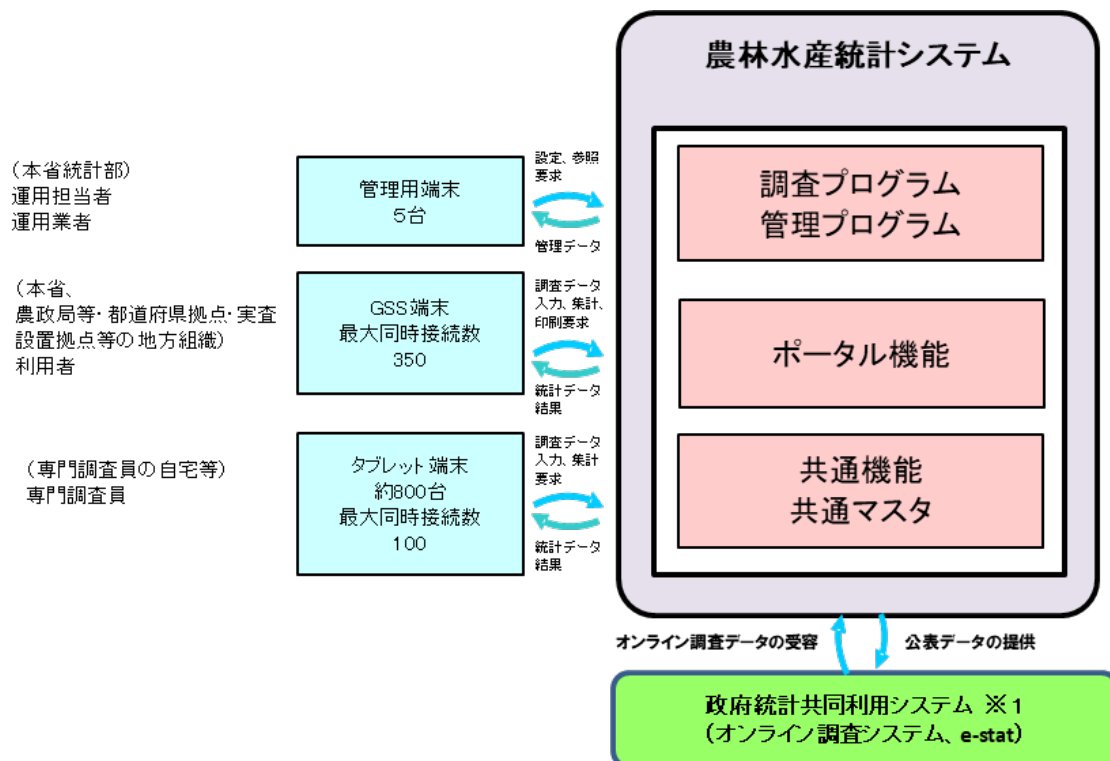 農林水産統計システム
(本省統計部)
運用担当者
運用業者
管理用端末
5台
設定、参照
要求
管理データ
調査プログラム
管理プログラム
(本省、
農政局等・都道府県拠点・実査
設置拠点等の地方組織)
利用者
GSS端末
最大同時接続数
350
調査データ
入力、集計、
印刷要求
統計データ
結果
ポータル機能
(専門調査員の自宅等)
専門調査員
タブレット端末
約800台
最大同時接続数
100
調査データ
入力、集計
要求
統計データ
結果
共通機能
共通マスタ
オンライン調査データの受容
公表データの提供
政府統計共同利用システム ※1
(オンライン調査システム、e-stat)